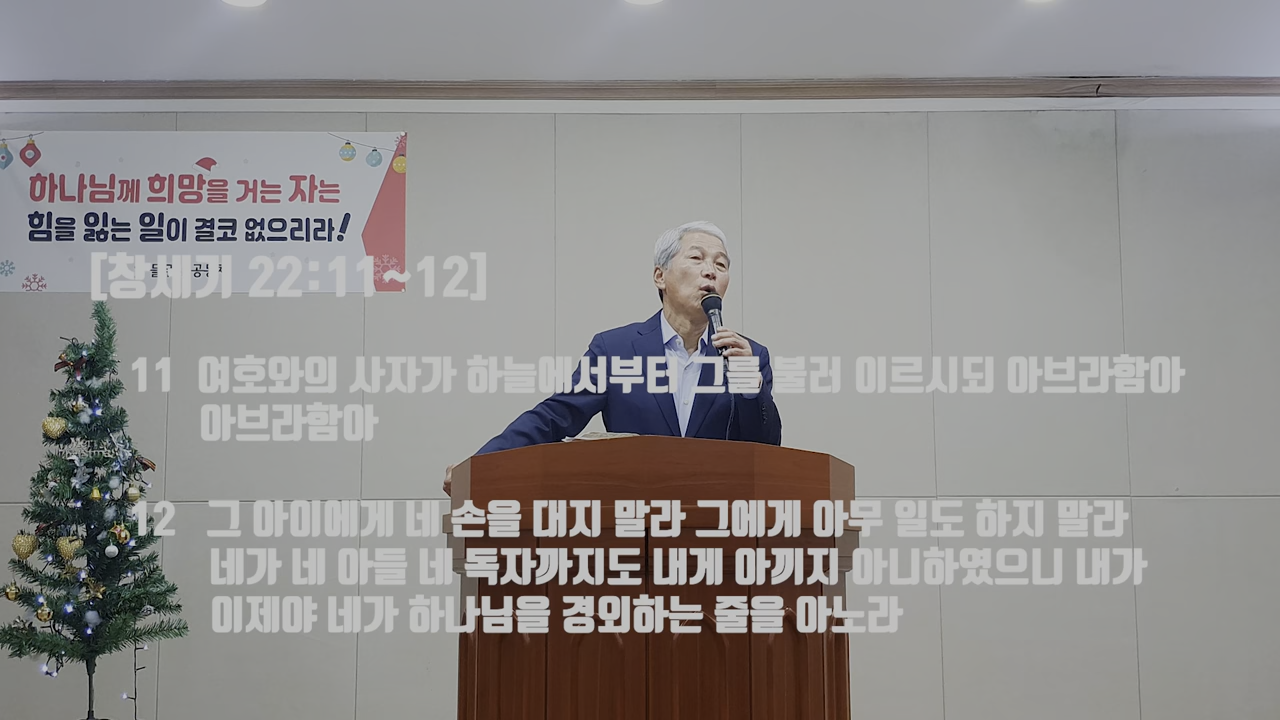 하나님께 희망을 거는 자는
힘을 잃는 일이 결코 없으리라!
[창세기 22:11~12]
11 여호와의 사자가 하늘에서부터 그를 불러 이르시되 아브라함아
아브라함아
12 그 아이에게 네 손을 대지 말라 그에게 아무 일도 하지 말라
네가 네 아들 네 독자까지도 내게 아끼지 아니하였으니 내가
이제야 네가 하나님을 경외하는 줄을 아노라